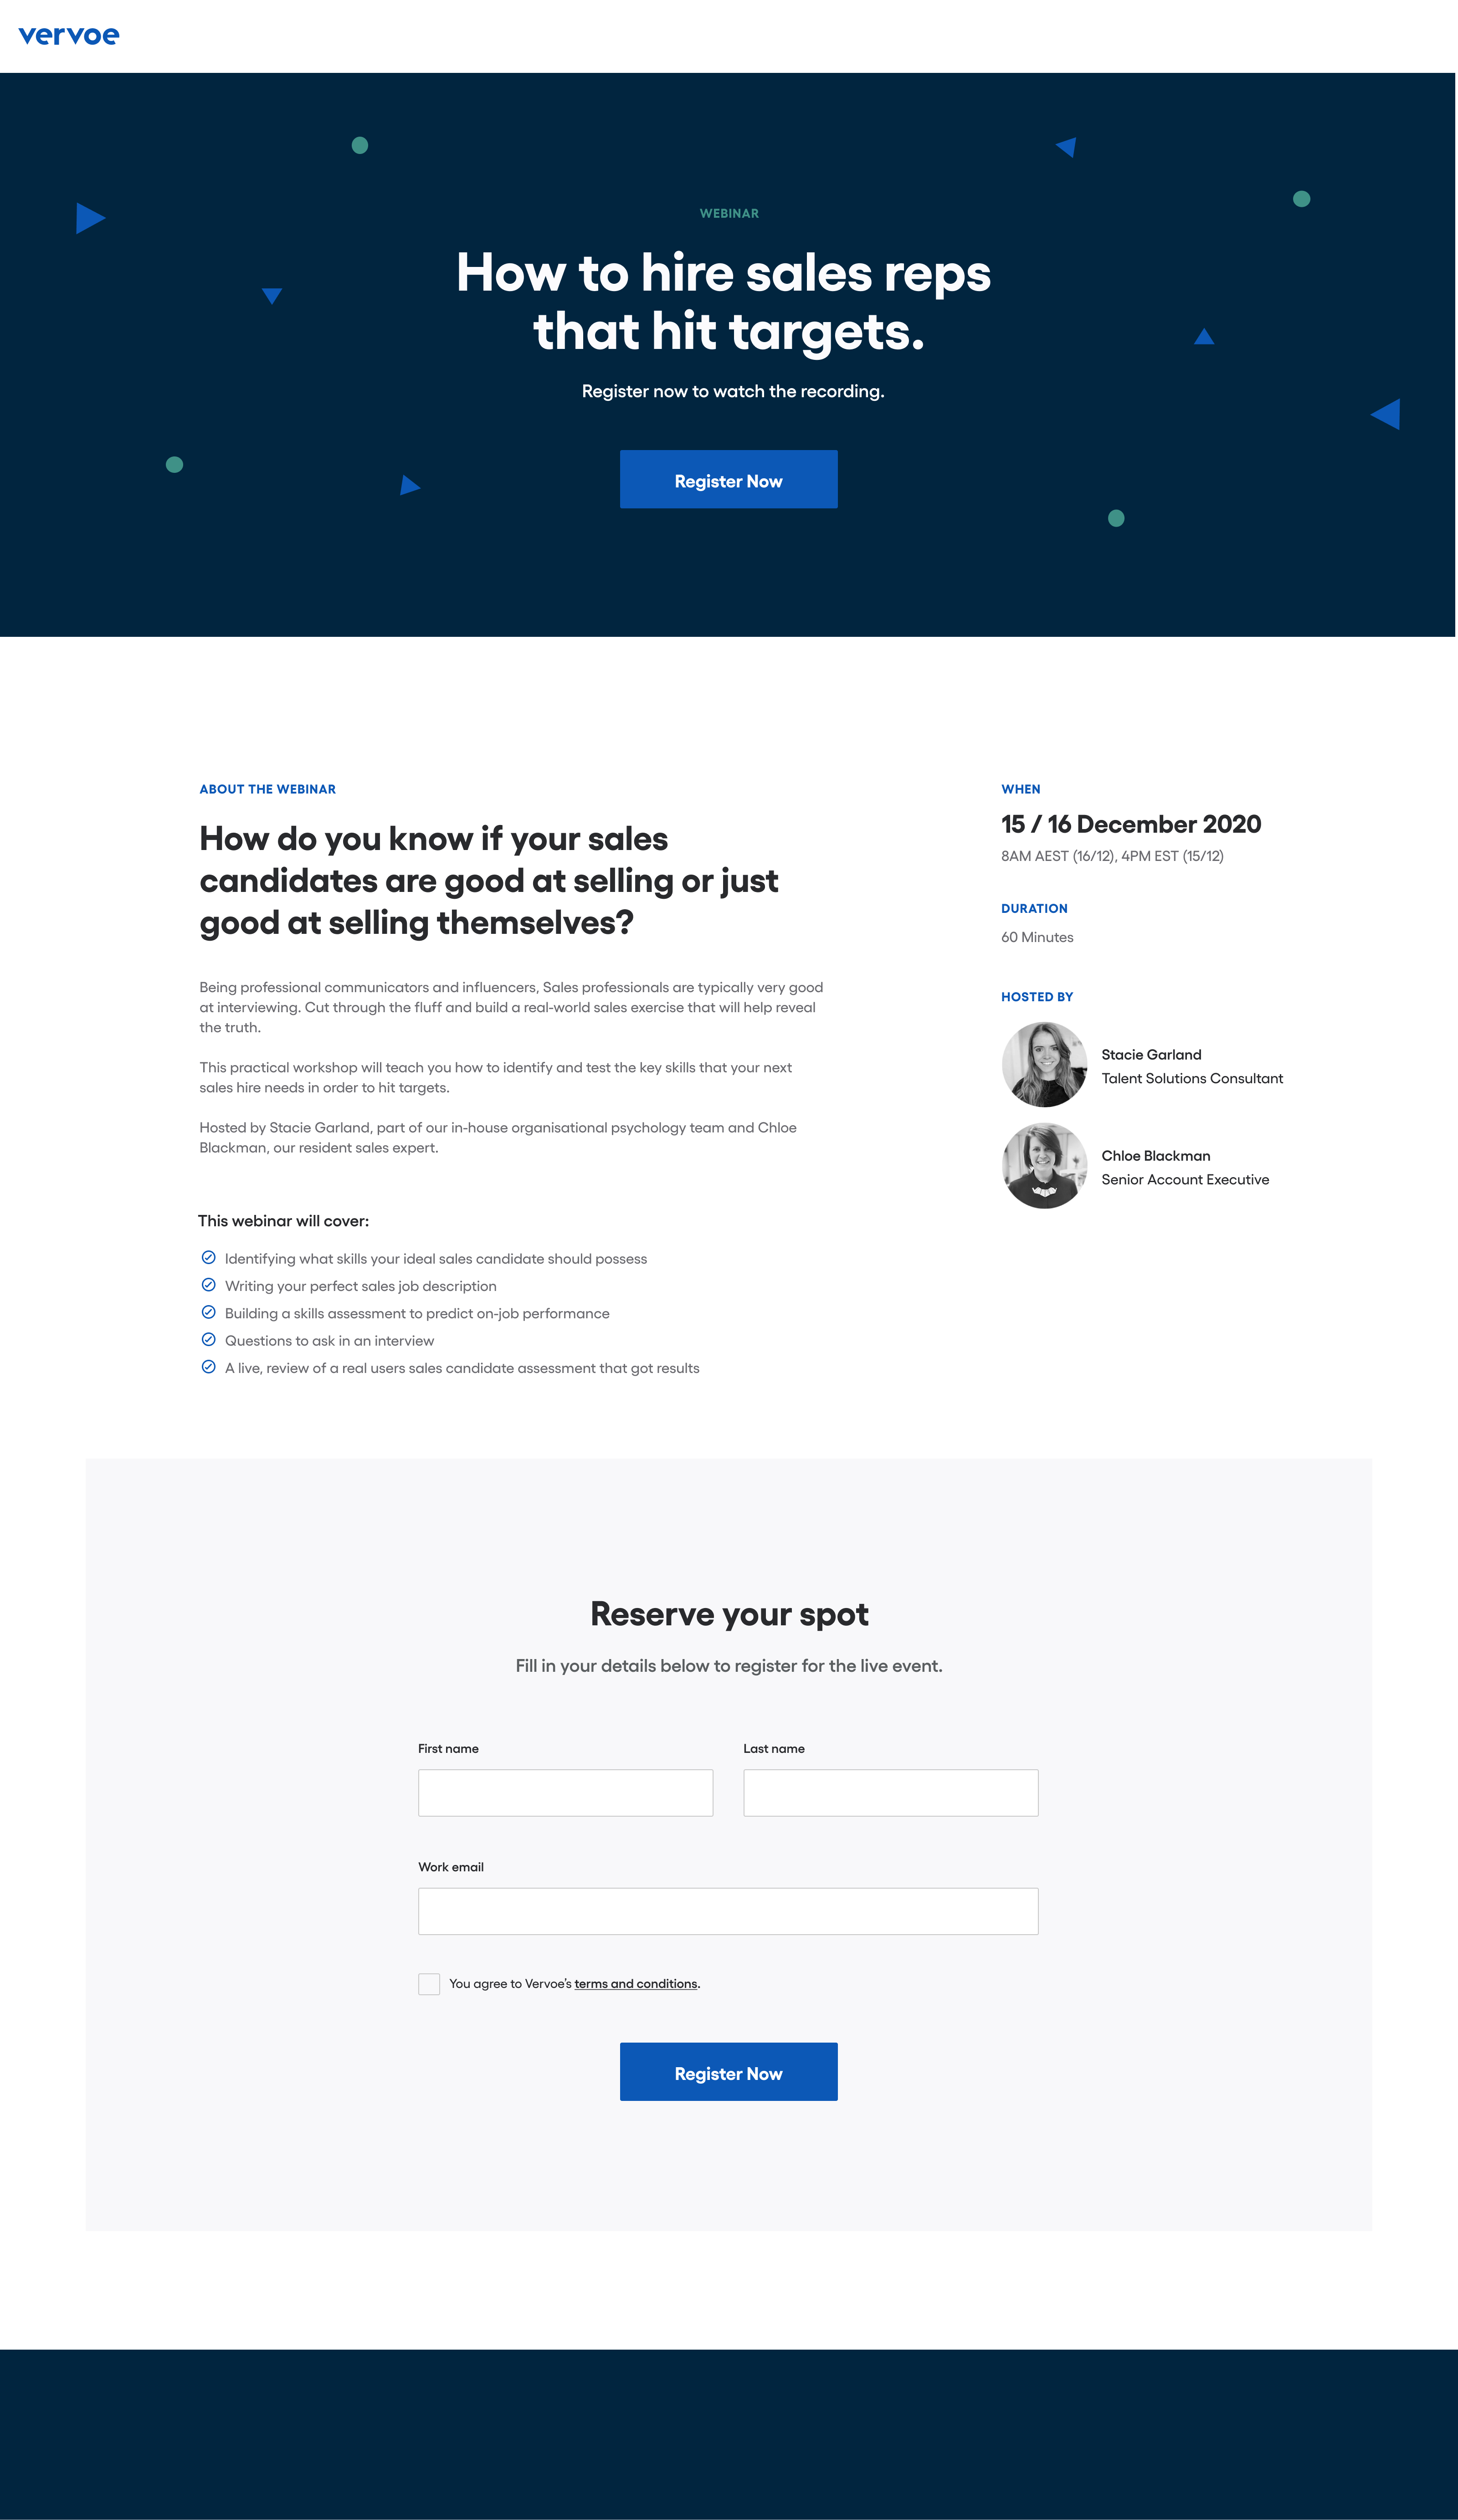 vervoe
WEBINAR
How to hire sales reps
that hit targets.
Register now to watch the recording.
Register Now
ABOUT THE WEBINAR
How do you know if your sales
candidates are good at selling or just
good at selling themselves?
Being professional communicators and influencers, Sales professionals are typically very good
at interviewing. Cut through the fluff and build a real-world sales exercise that will help reveal
the truth.
This practical workshop will teach you how to identify and test the key skills that your next
sales hire needs in order to hit targets.
Hosted by Stacie Garland, part of our in-house organisational psychology team and Chloe
Blackman, our resident sales expert.
This webinar will cover:
Identifying what skills your ideal sales candidate should possess
Writing your perfect sales job description
Building a skills assessment to predict on-job performance
Questions to ask in an interview
A live, review of a real users sales candidate assessment that got results
WHEN
15 / 16 December 2020
8AM AEST (16/12), 4PM EST (15/12)
DURATION
60 Minutes
HOSTED BY
Stacie Garland
Talent Solutions Consultant
Chloe Blackman
Senior Account Executive
Reserve your spot
Fill in your details below to register for the live event.
First name
Last name
Work email
You agree to Vervoe's terms and conditions.
Register Now